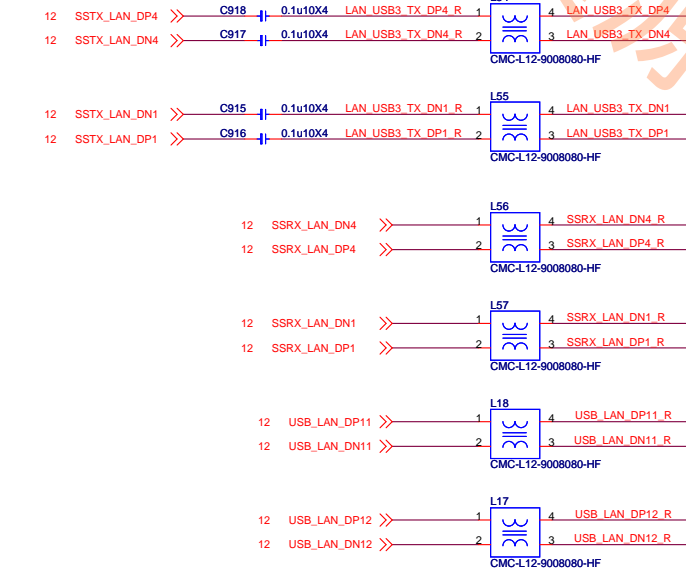 12 SSTX_LAN_DP4 C918 0.1u10X4 LAN_USB3_TX_DP4_R 1 4 LAN_USB3_TX_DP4
12 SSTX_LAN_DN4 C917 0.1u10X4 LAN_USB3_TX_DN4_R 2 3 LAN_USB3_TX_DN4
CMC-L12-9008080-HF
L55
12 SSTX_LAN_DN1 C915 0.1u10X4 LAN_USB3_TX_DN1_R 1 4 LAN_USB3_TX_DN1
12 SSTX_LAN_DP1 C916 0.1u10X4 LAN_USB3_TX_DP1_R 2 3 LAN_USB3_TX_DP1
CMC-L12-9008080-HF
L56
12 SSRX_LAN_DN4 1 4 SSRX_LAN_DN4_R
12 SSRX_LAN_DP4 2 3 SSRX_LAN_DP4_R
CMC-L12-9008080-HF
L57
12 SSRX_LAN_DN1 1 4 SSRX_LAN_DN1_R
12 SSRX_LAN_DP1 2 3 SSRX_LAN_DP1_R
CMC-L12-9008080-HF
L18
12 USB_LAN_DP11 1 4 USB_LAN_DP11_R
12 USB_LAN_DN11 2 3 USB_LAN_DN11_R
CMC-L12-9008080-HF
L17
12 USB_LAN_DP12 1 4 USB_LAN_DP12_R
12 USB_LAN_DN12 2 3 USB_LAN_DN12_R
CMC-L12-9008080-HF